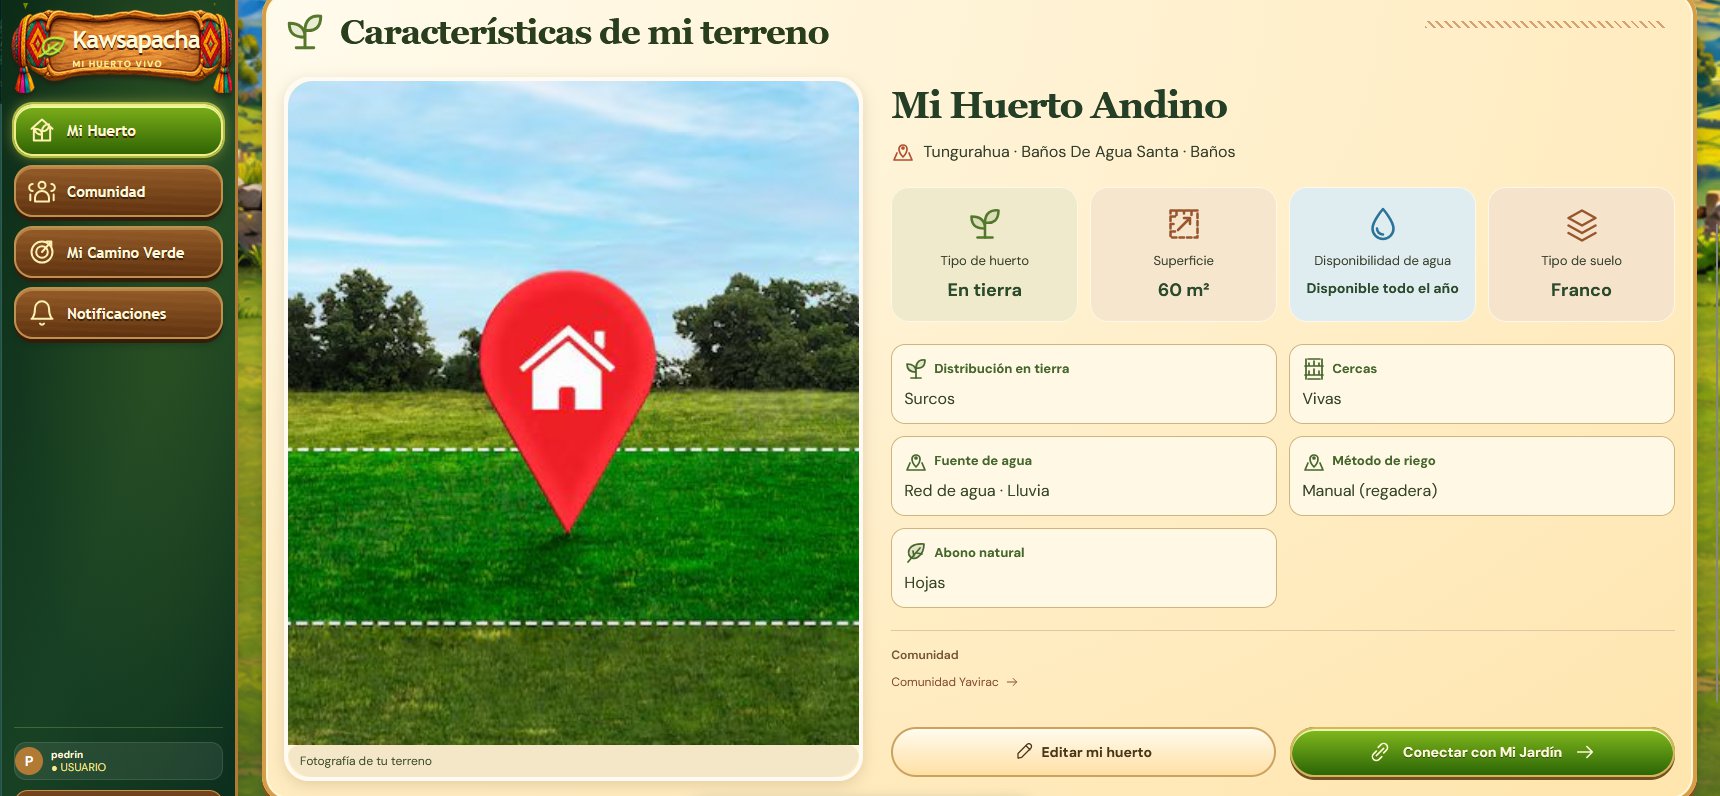 Kawsapacha
MI HUERTO VIVO
Mi Huerto
Comunidad
Mi Camino Verde
Notificaciones
P
pedrin
● USUARIO
Características de mi terreno
Fotografía de tu terreno
Mi Huerto Andino
Tungurahua · Baños De Agua Santa · Baños
Tipo de huerto
En tierra
Superficie
60 m²
Disponibilidad de agua
Disponible todo el año
Tipo de suelo
Franco
Distribución en tierra
Surcos
Cercas
Vivas
Fuente de agua
Red de agua · Lluvia
Método de riego
Manual (regadera)
Abono natural
Hojas
Comunidad
Comunidad Yavirac →
Editar mi huerto
Conectar con Mi Jardín →